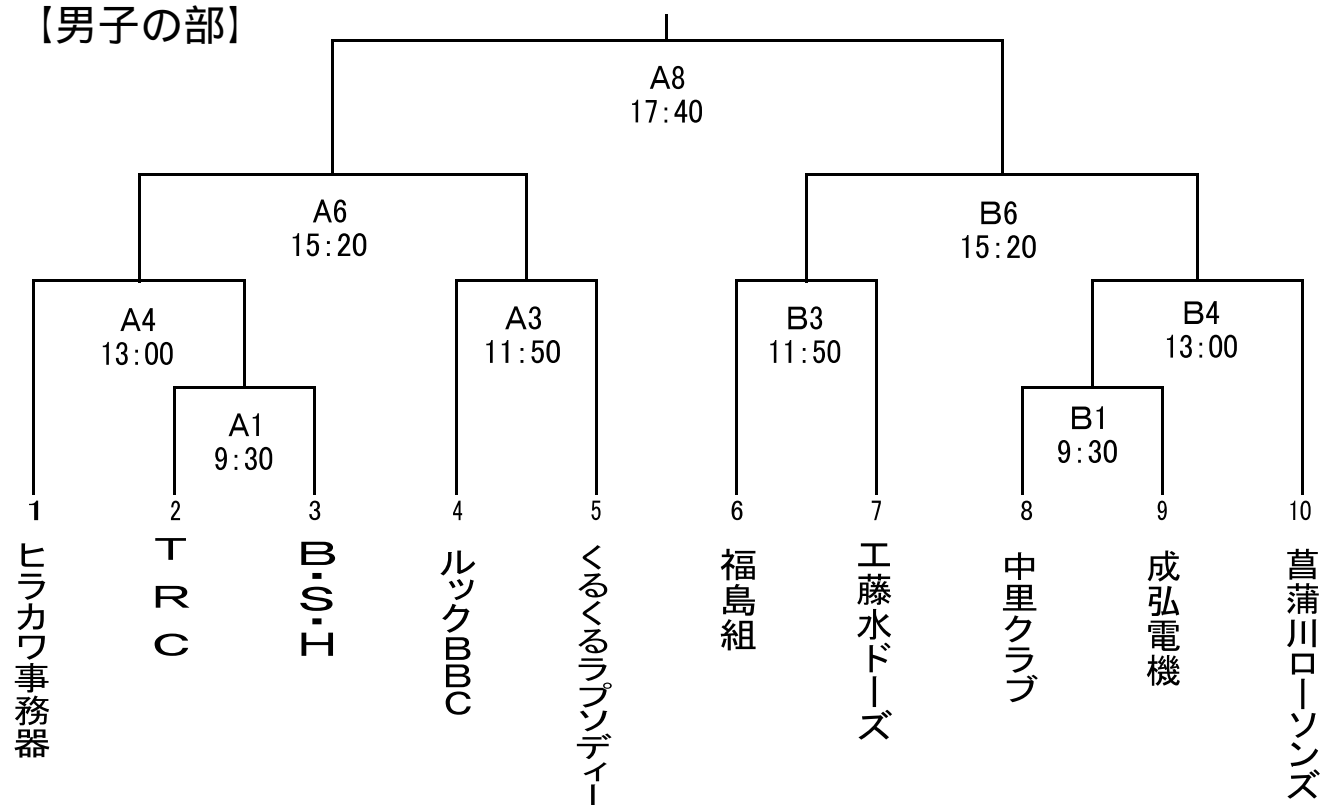 【男子の部】
A8
17:40
A6
15:20
B6
15:20
A4
13:00
A3
11:50
B3
11:50
B4
13:00
A1
9:30
B1
9:30
1
2
3
4
5
6
7
8
9
10
ヒラカワ事務器
TRC
B・S・H
ルックBBC
くるくるラプソディー
福島組
工藤水ドーズ
中里クラブ
成弘電機
菖蒲川ローソンズ